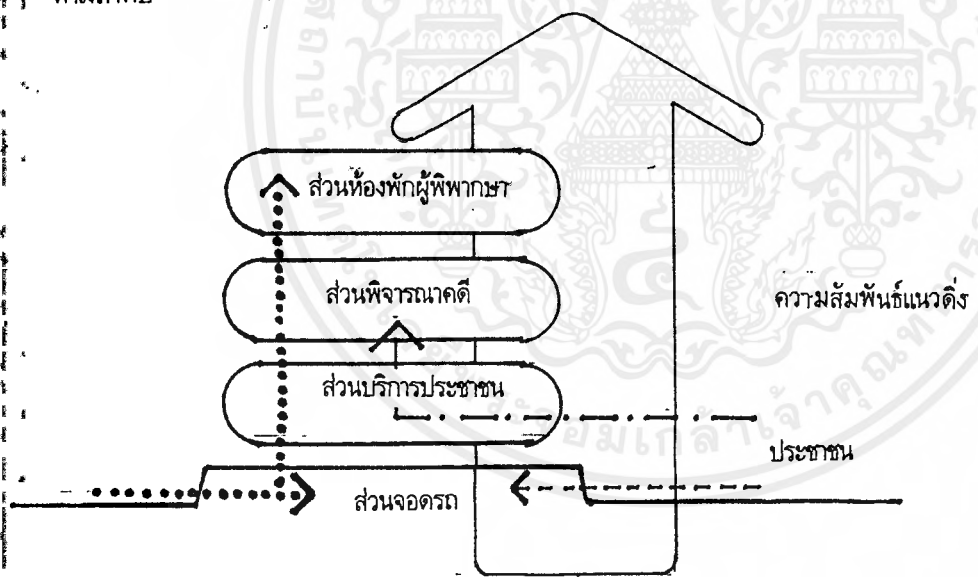 ส่วนห้องพักผู้พิพากษา
ส่วนพิจารณาคดี
ความสัมพันธ์แนวดิ่ง
ส่วนบริการประชาชน
ประชาชน
ส่วนจอดรถ